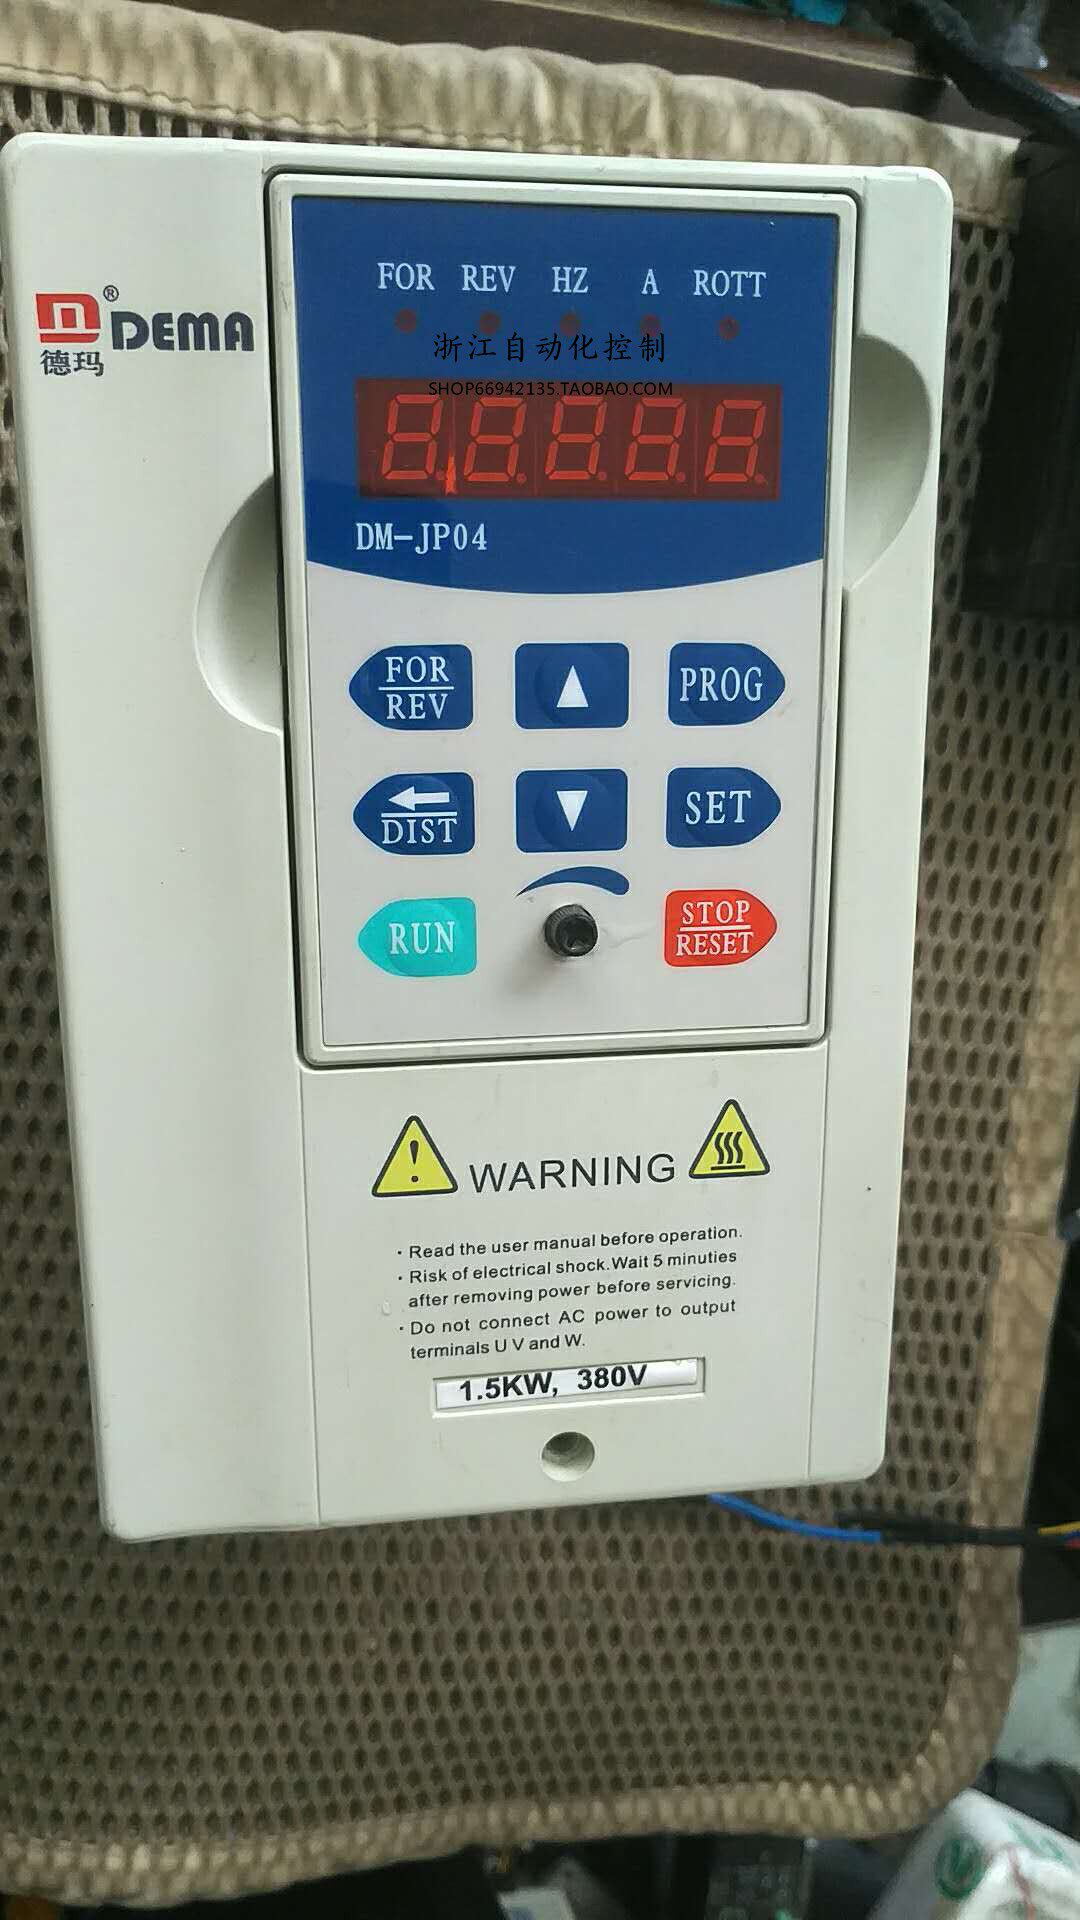 DEMA®
德玛
FOR REV HZ A ROTT
浙江自动化控制
SHOP66942135.TAOBAO.COM
8.8.8.8.8.
DM-JP04
FOR
REV
PROG
DIST
SET
RUN
STOP
RESET
WARNING
· Read the user manual before operation.
· Risk of electrical shock.Wait 5 minuties
after removing power before servicing.
· Do not connect AC power to output
terminals U V and W.
1.5KW, 380V